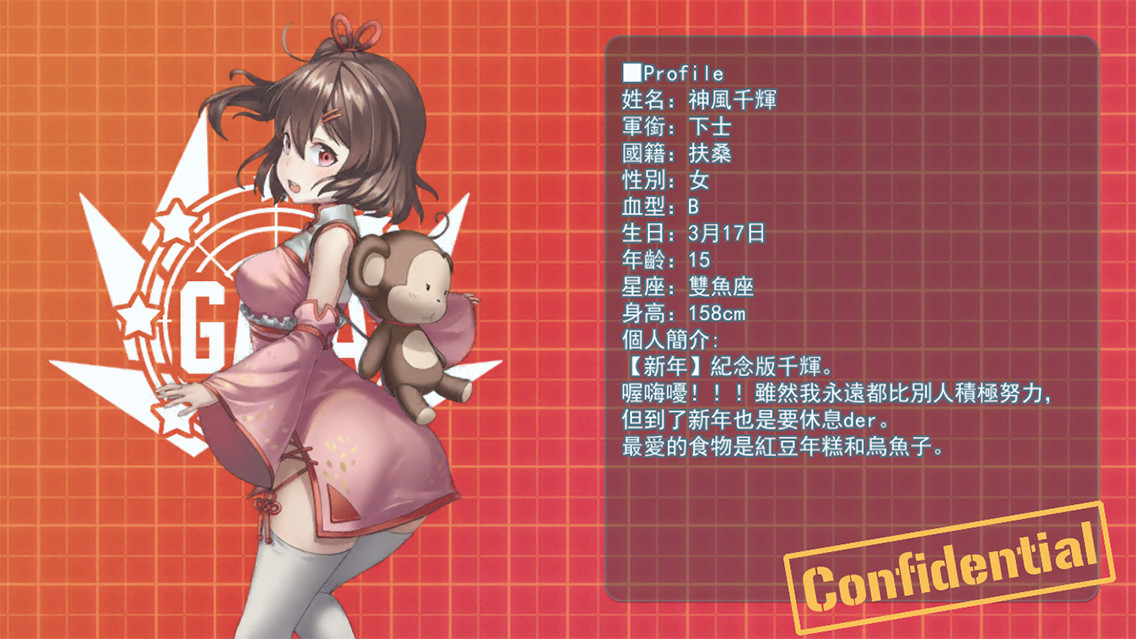 ■Profile
姓名：神風千輝
軍銜：下士
國籍：扶桑
性別：女
血型：B
生日：3月17日
年齡：15
星座：雙魚座
身高：158cm
個人簡介:
【新年】紀念版千輝。
喔嗨嚘！！！雖然我永遠都比別人積極努力，
但到了新年也是要休息der。
最愛的食物是紅豆年糕和烏魚子。
Confidential